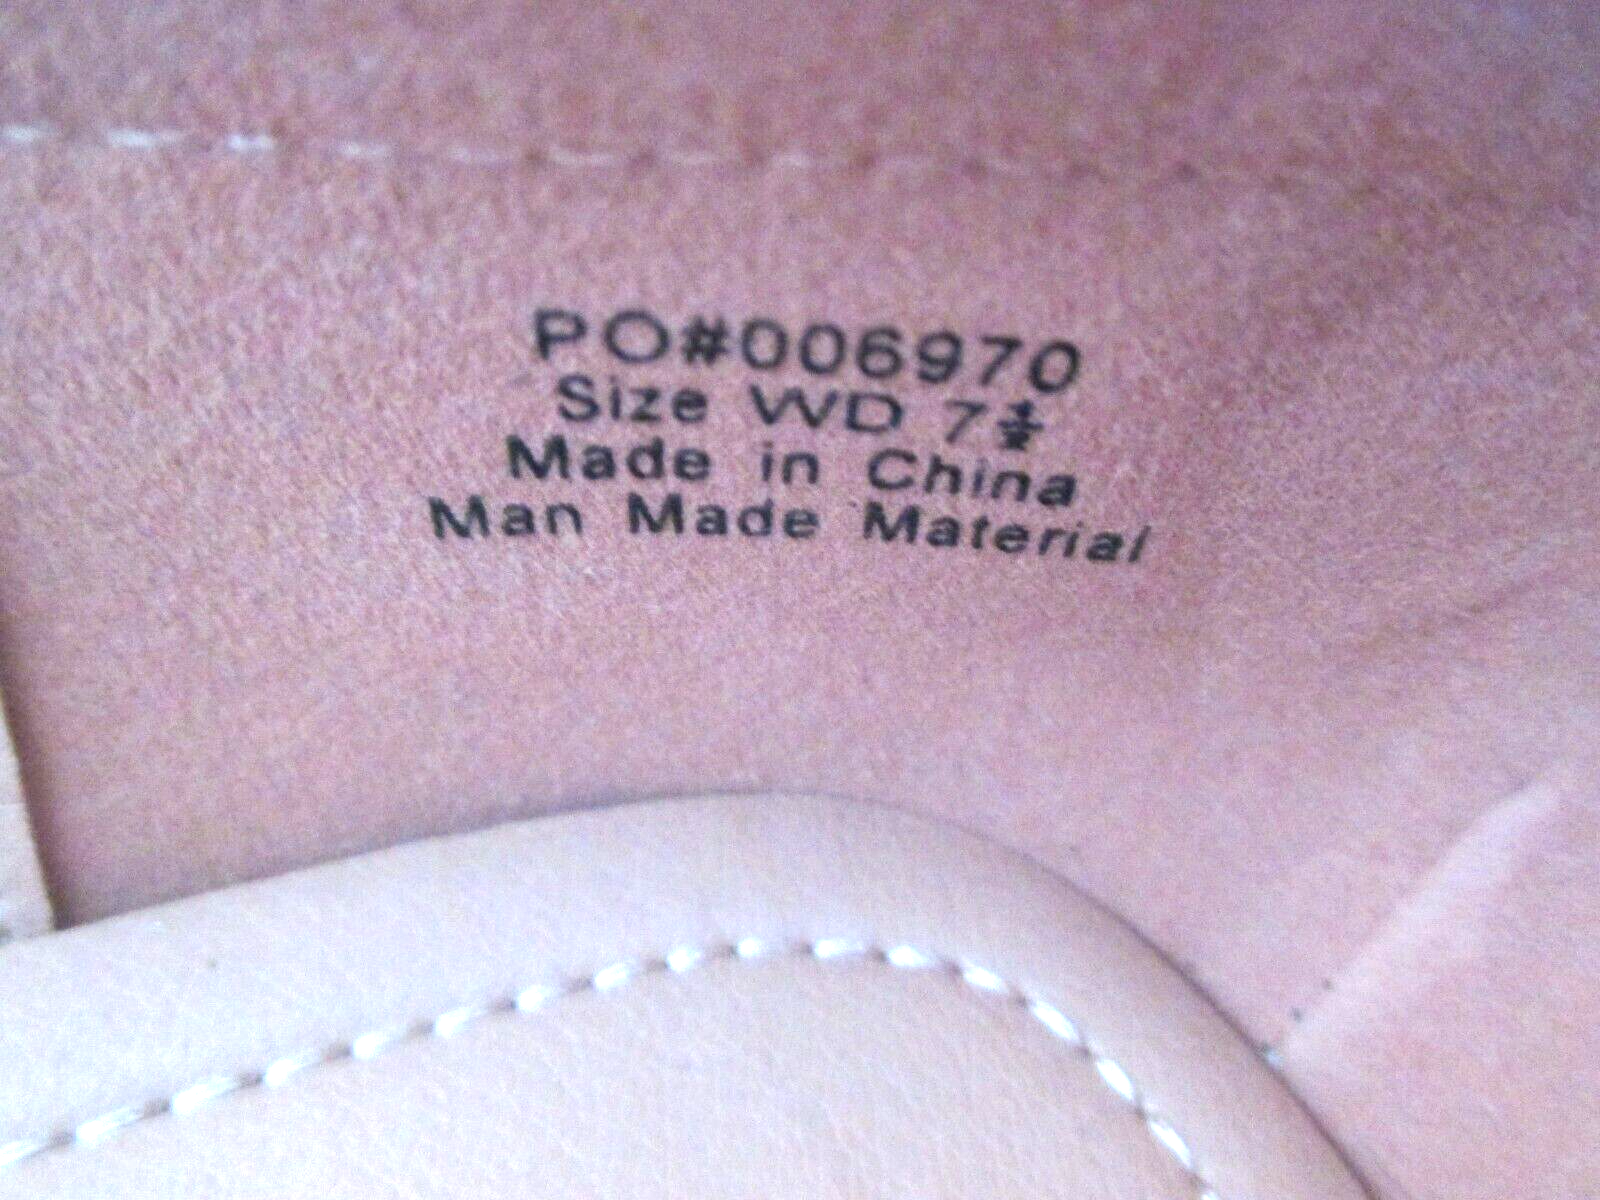 PO#006970
Size WD 7½
Made in China
Man Made Material